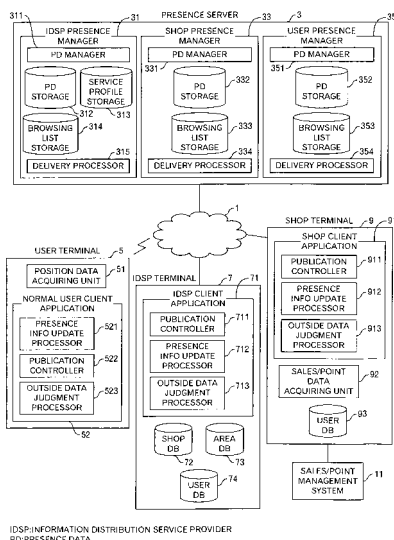 PRESENCE SERVER
311
31
33
3
35
IDSP PRESENCE
MANAGER
SHOP PRESENCE
MANAGER
USER PRESENCE
MANAGER
PD MANAGER
PD MANAGER
PD MANAGER
331
351
PD
STORAGE
SERVICE
PROFILE
STORAGE
PD
STORAGE
332
PD
STORAGE
352
312
313
BROWSING
LIST
STORAGE
314
BROWSING
LIST
STORAGE
333
BROWSING
LIST
STORAGE
353
315
334
354
DELIVERY PROCESSOR
DELIVERY PROCESSOR
DELIVERY PROCESSOR
1
USER TERMINAL
5
POSITION DATA
ACQUIRING UNIT
51
NORMAL USER CLIENT
APPLICATION
PRESENCE
INFO UPDATE
PROCESSOR
521
PUBLICATION
CONTROLLER
522
OUTSIDE DATA
JUDGMENT
PROCESSOR
523
52
IDSP TERMINAL
7
71
IDSP CLIENT
APPLICATION
PUBLICATION
CONTROLLER
711
PRESENCE
INFO UPDATE
PROCESSOR
712
OUTSIDE DATA
JUDGMENT
PROCESSOR
713
SHOP
DB
72
AREA
DB
73
USER
DB
74
SHOP TERMINAL
9
SHOP CLIENT
APPLICATION
PUBLICATION
CONTROLLER
911
PRESENCE
INFO UPDATE
PROCESSOR
912
OUTSIDE DATA
JUDGMENT
PROCESSOR
913
SALES/POINT
DATA
ACQUIRING UNIT
92
USER
DB
93
SALES/POINT
MANAGEMENT
SYSTEM
11
IDSP:INFORMATION DISTRIBUTION SERVICE PROVIDER
PD:PRESENCE DATA